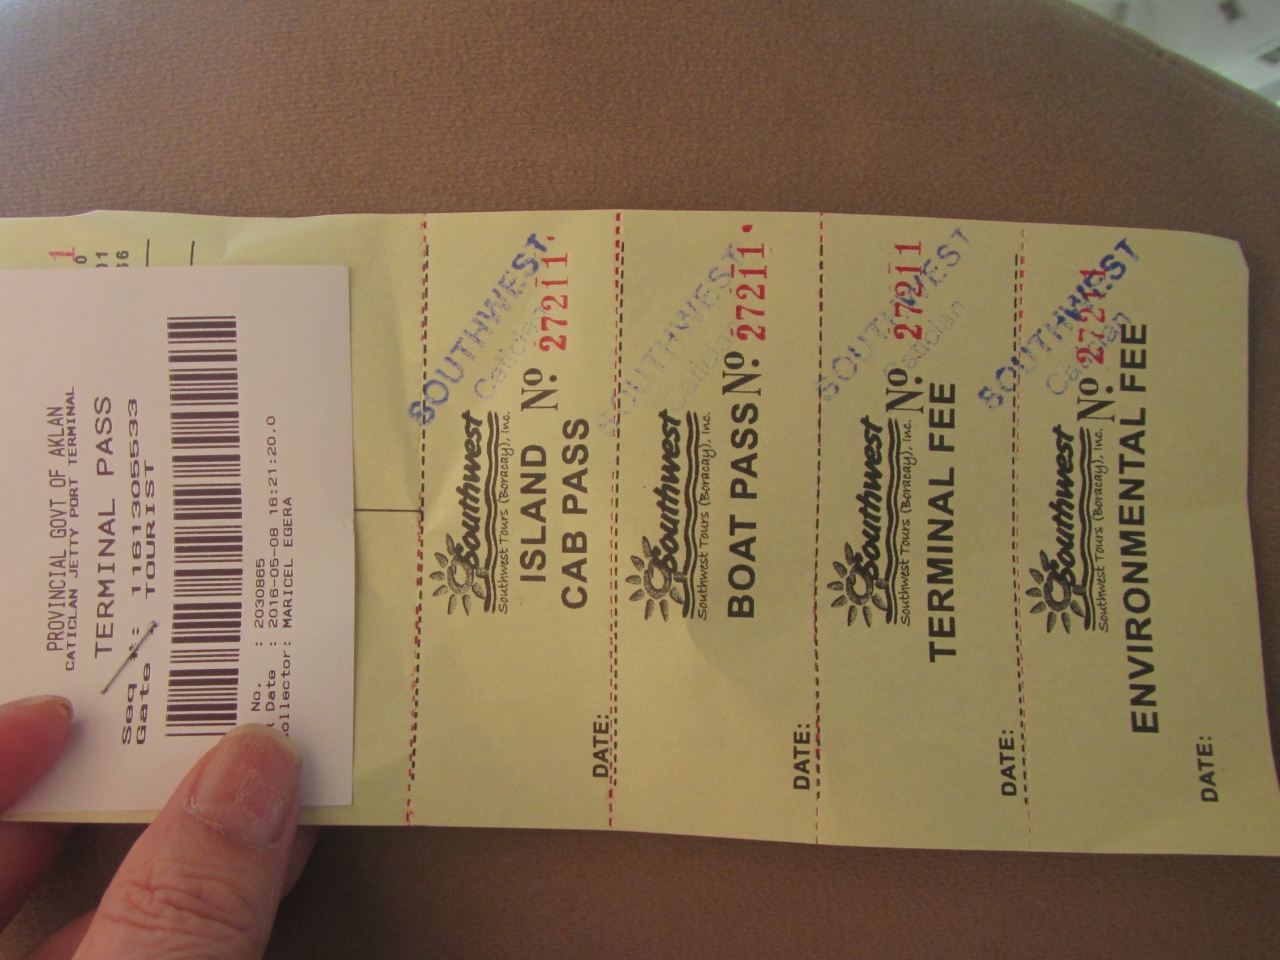 PROVINCIAL GOVT OF AKLAN
CATICLAN JETTY PORT TERMINAL
TERMINAL PASS
Seq #: 1161305533
Gate : TOURIST
No. : 2030865
Date : 2016-05-08 16:21:20.0
ollector: MARICEL EGERA
SOUTHWEST
Caticlan
Southwest
Southwest Tours (Boracay), Inc.
Nº 27211
ISLAND
CAB PASS
DATE:
SOUTHWEST
Caticlan
Southwest
Southwest Tours (Boracay), Inc.
BOAT PASS Nº 27211
DATE:
SOUTHWEST
Caticlan
Southwest
Southwest Tours (Boracay), Inc.
Nº 27211
TERMINAL FEE
DATE:
SOUTHWEST
Caticlan
Southwest
Southwest Tours (Boracay), Inc.
Nº 27211
ENVIRONMENTAL FEE
DATE: